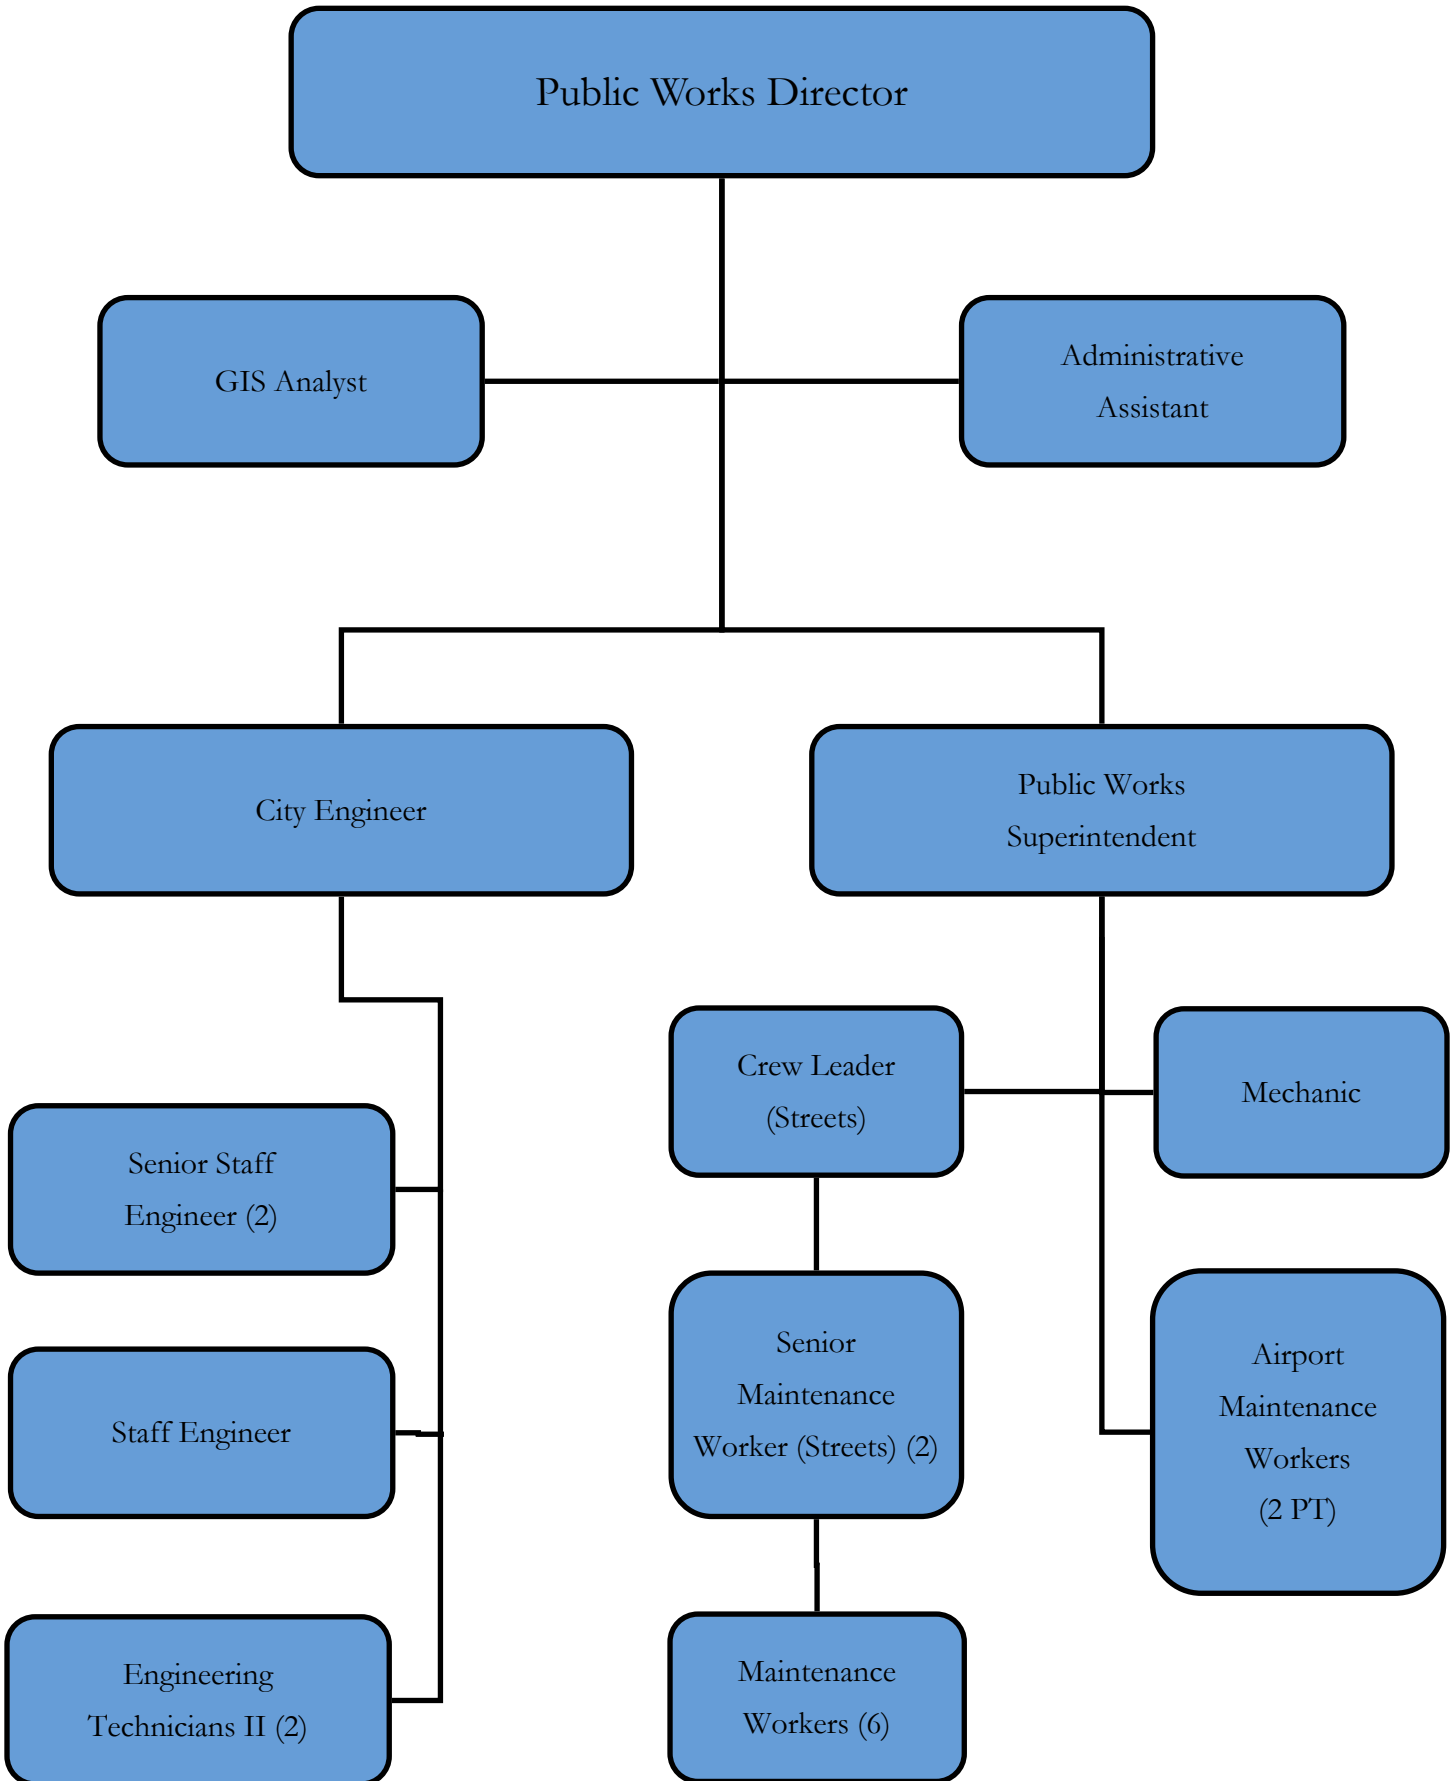 Public Works Director
GIS Analyst
Administrative
Assistant
City Engineer
Public Works
Superintendent
Crew Leader
(Streets)
Mechanic
Senior Staff
Engineer (2)
Senior
Maintenance
Worker (Streets) (2)
Airport
Maintenance
Workers
(2 PT)
Staff Engineer
Engineering
Technicians II (2)
Maintenance
Workers (6)